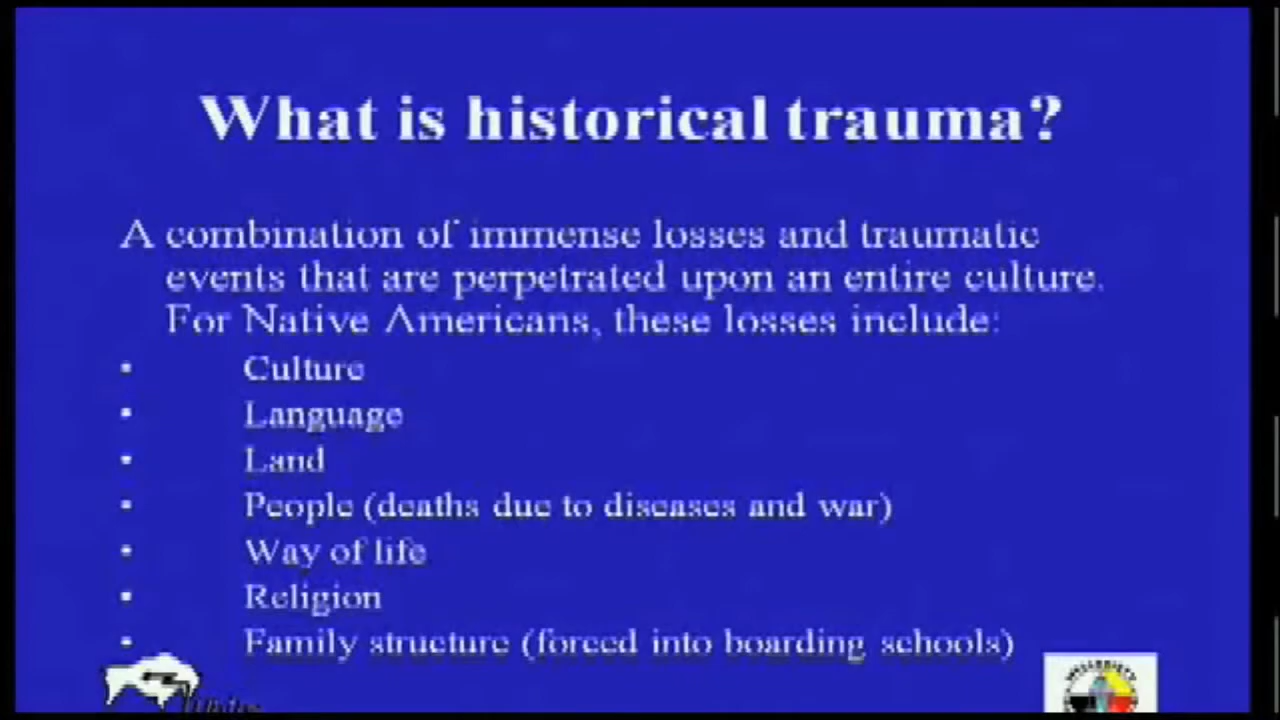 What is historical trauma?
A combination of immense losses and traumatic
events that are perpetrated upon an entire culture.
For Native Americans, these losses include:
• Culture
• Language
• Land
• People (deaths due to diseases and war)
• Way of life
• Religion
• Family structure (forced into boarding schools)